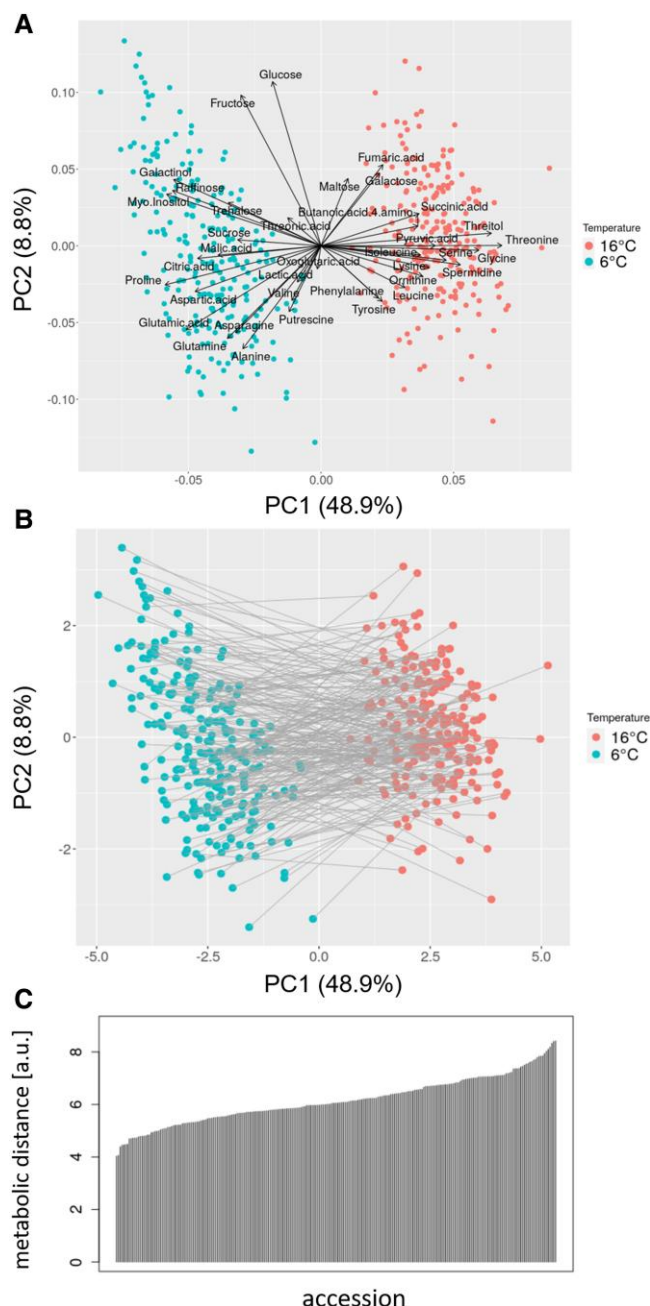 A
PC2 (8.8%)
0.10
0.05
0.00
-0.05
-0.10
Glucose
Fructose
Fumaric.acid
Galactinol
Maltose
Galactose
Raffinose
Myo.Inositol
Trehalose
Butanoic.acid.4.amino
Succinic.acid
Threonic.acid
Threitol
Sucrose
Pyruvic.acid
Threonine
Malic.acid
Isoleucine
Serine
Glycine
Citric.acid
Oxoglutaric.acid
Lysine
Spermidine
Proline
Lactic.acid
Ornithine
Aspartic.acid
Valine
Phenylalanine
Leucine
Tyrosine
Glutamic.acid
Asparagine
Putrescine
Glutamine
Alanine
-0.05
0.00
0.05
PC1 (48.9%)
Temperature
16°C
6°C
B
PC2 (8.8%)
2
0
-2
-5.0
-2.5
0.0
2.5
5.0
PC1 (48.9%)
Temperature
16°C
6°C
C
metabolic distance [a.u.]
8
6
4
2
0
accession